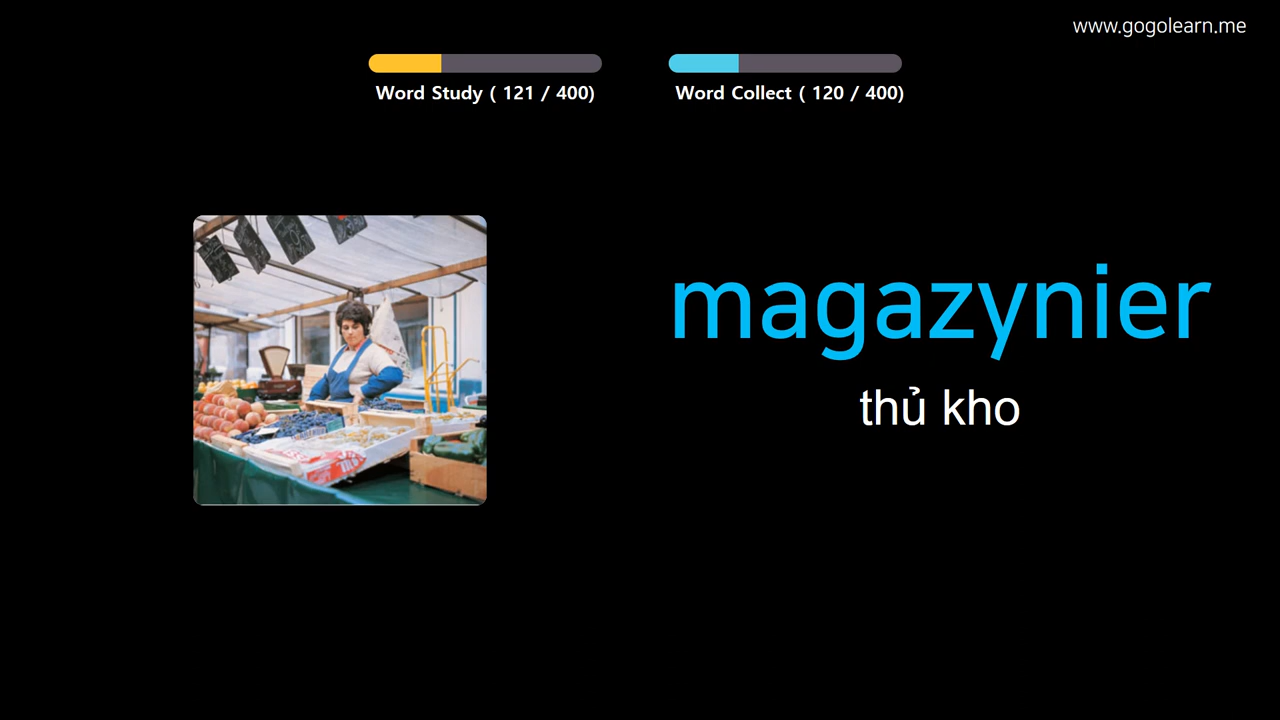 www.gogolearn.me
Word Study ( 121 / 400)
Word Collect ( 120 / 400)
magazynier
thủ kho